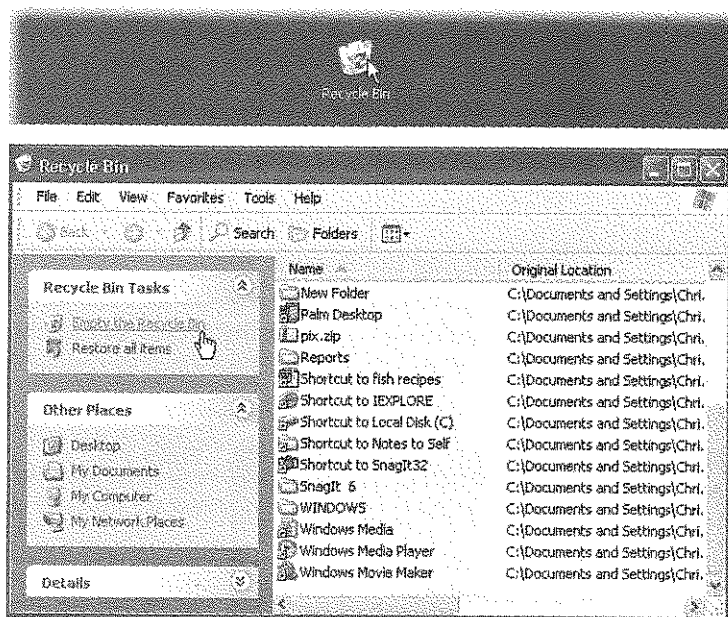 Recycle Bin
Recycle Bin
File Edit View Favorites Tools Help
Back Search Folders
Name Original Location
Recycle Bin Tasks
Empty the Recycle Bin
Restore all items
Other Places
Desktop
My Documents
My Computer
My Network Places
Details
New Folder C:\Documents and Settings\Chri.
Palm Desktop C:\Documents and Settings\Chri.
pix.zip C:\Documents and Settings\Chri.
Reports C:\Documents and Settings\Chri.
Shortcut to fish recipes C:\Documents and Settings\Chri.
Shortcut to IEXPLORE C:\Documents and Settings\Chri.
Shortcut to Local Disk (C) C:\Documents and Settings\Chri.
Shortcut to Notes to Self C:\Documents and Settings\Chri.
Shortcut to SnagIt32 C:\Documents and Settings\Chri.
SnagIt 6 C:\Documents and Settings\Chri.
WINDOWS C:\Documents and Settings\Chri.
Windows Media C:\Documents and Settings\Chri.
Windows Media Player C:\Documents and Settings\Chri.
Windows Movie Maker C:\Documents and Settings\Chri.